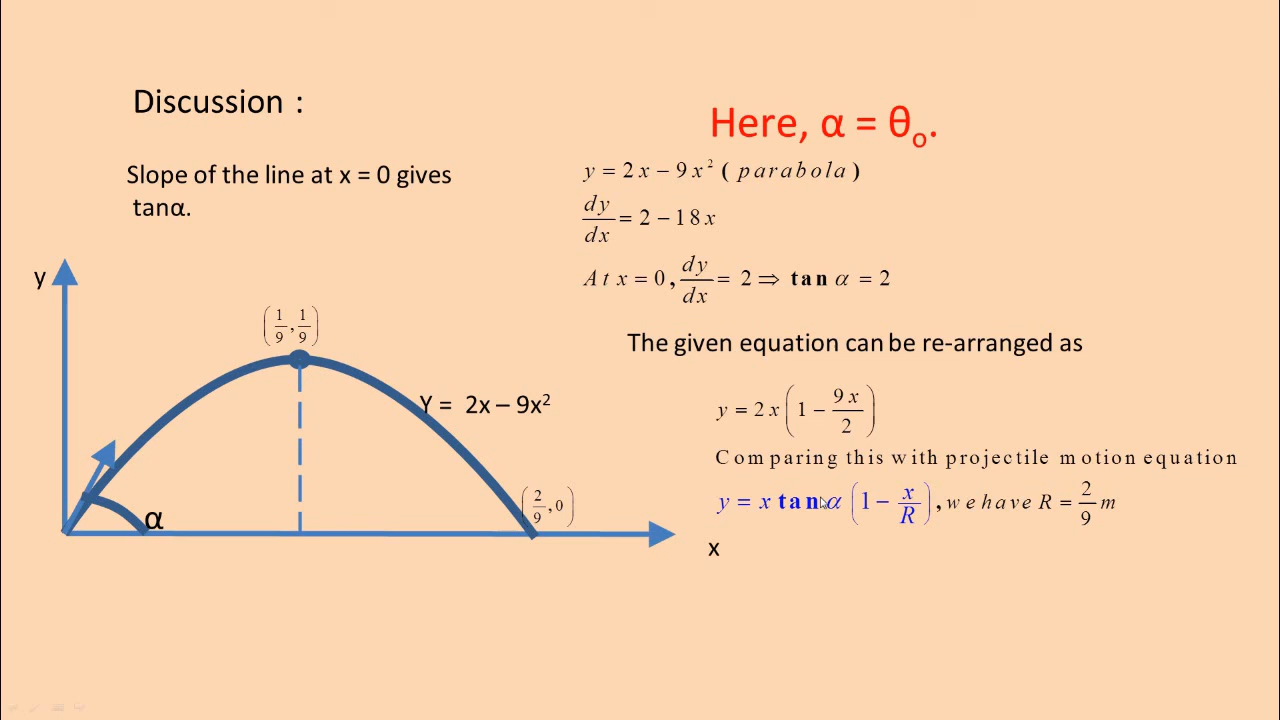 Discussion :
Here, α = θo.
Slope of the line at x = 0 gives
tanα.
y = 2x − 9x² ( parabola )
dy/dx = 2 − 18x
At x = 0, dy/dx = 2 ⇒ tan α = 2
The given equation can be re-arranged as
y = 2x (1 − 9x/2)
Comparing this with projectile motion equation
y = x tan α (1 − x/R), we have R = 2/9 m
y
(1/9, 1/9)
Y = 2x – 9x²
(2/9, 0)
α
x